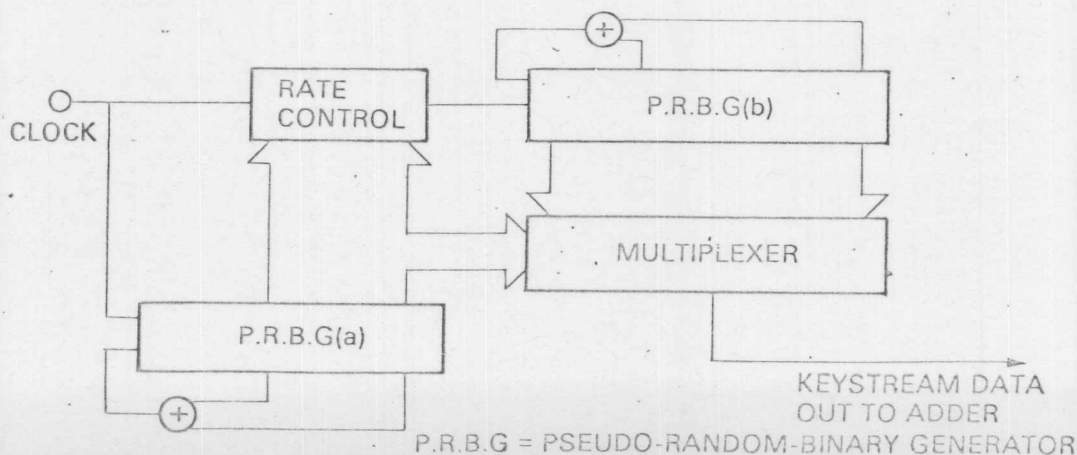 CLOCK
RATE
CONTROL
P.R.B.G(b)
MULTIPLEXER
P.R.B.G(a)
KEYSTREAM DATA
OUT TO ADDER
P.R.B.G = PSEUDO-RANDOM-BINARY GENERATOR